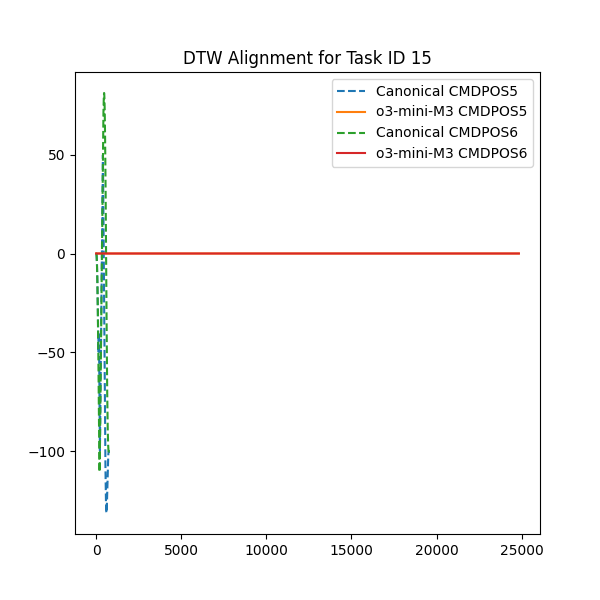 DTW Alignment for Task ID 15
Canonical CMDPOS5
o3-mini-M3 CMDPOS5
Canonical CMDPOS6
o3-mini-M3 CMDPOS6
50
0
−50
−100
0 5000 10000 15000 20000 25000